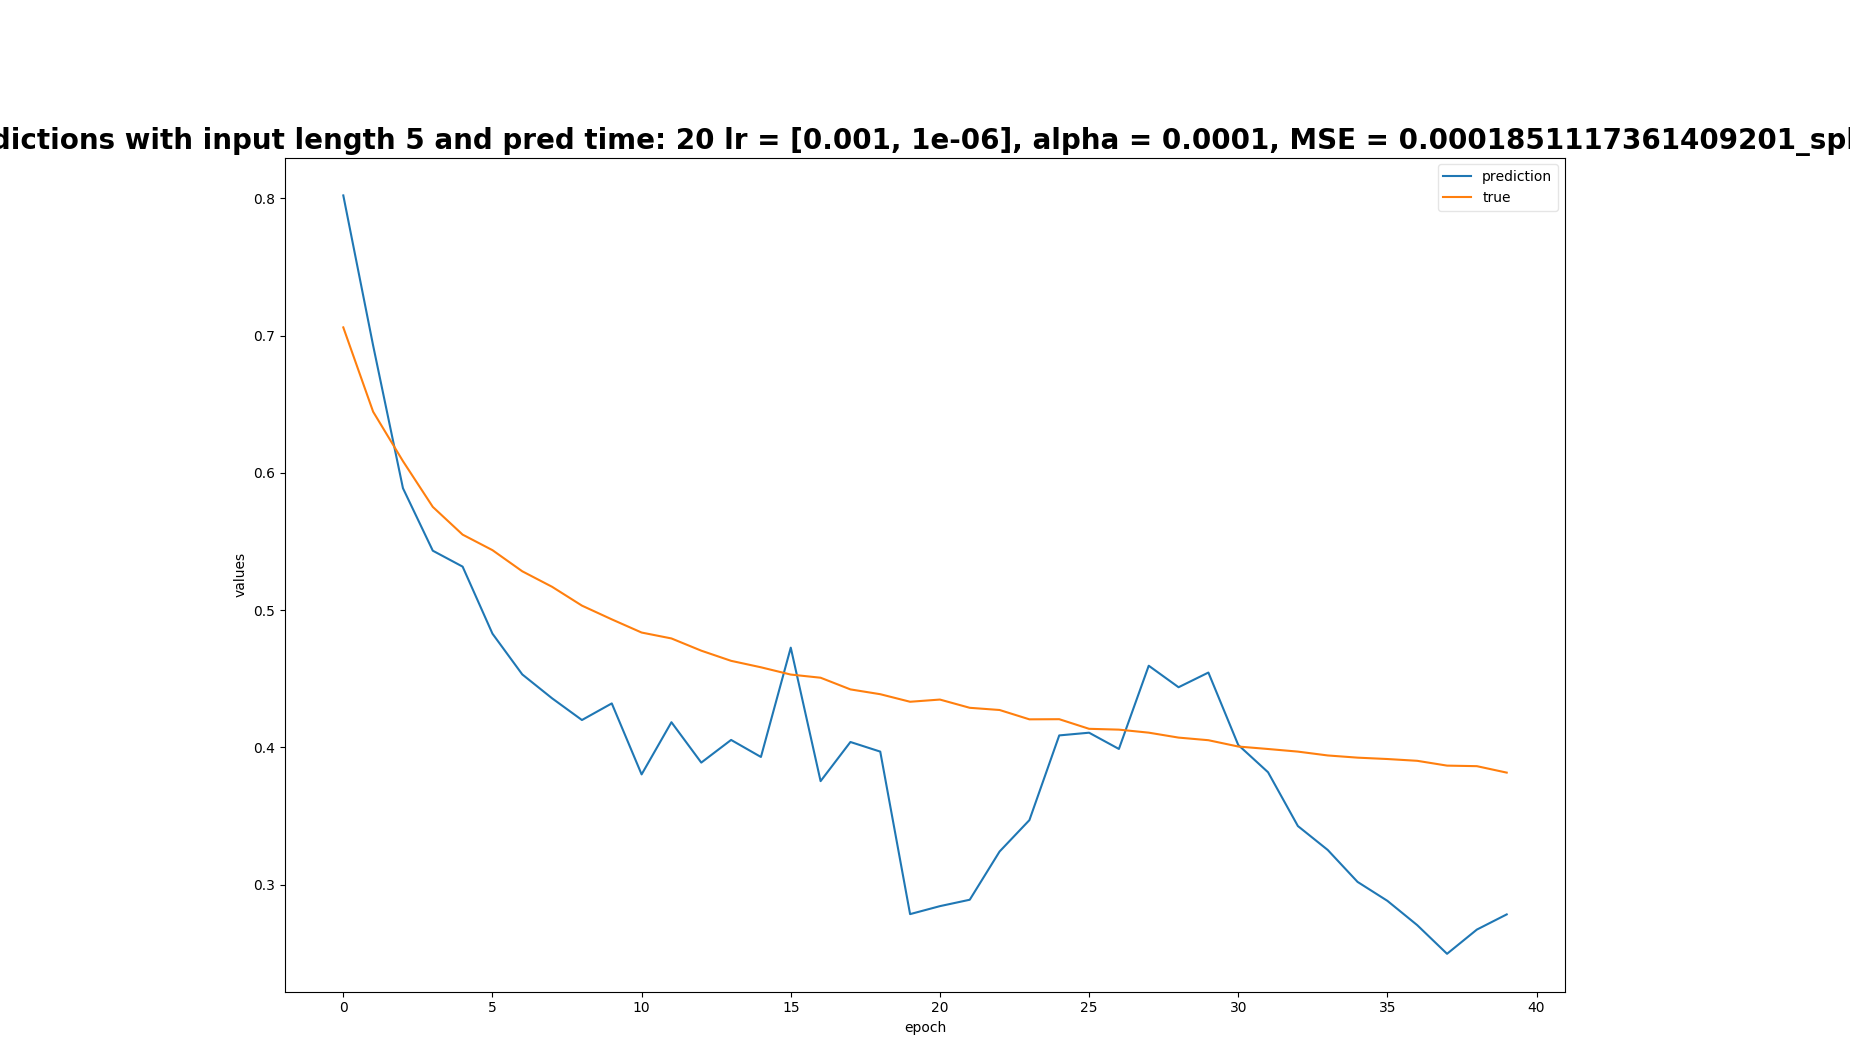 dictions with input length 5 and pred time: 20 lr = [0.001, 1e-06], alpha = 0.0001, MSE = 0.0001851117361409201_spl
prediction
true
0.8
0.7
0.6
0.5
0.4
0.3
values
0 5 10 15 20 25 30 35 40
epoch